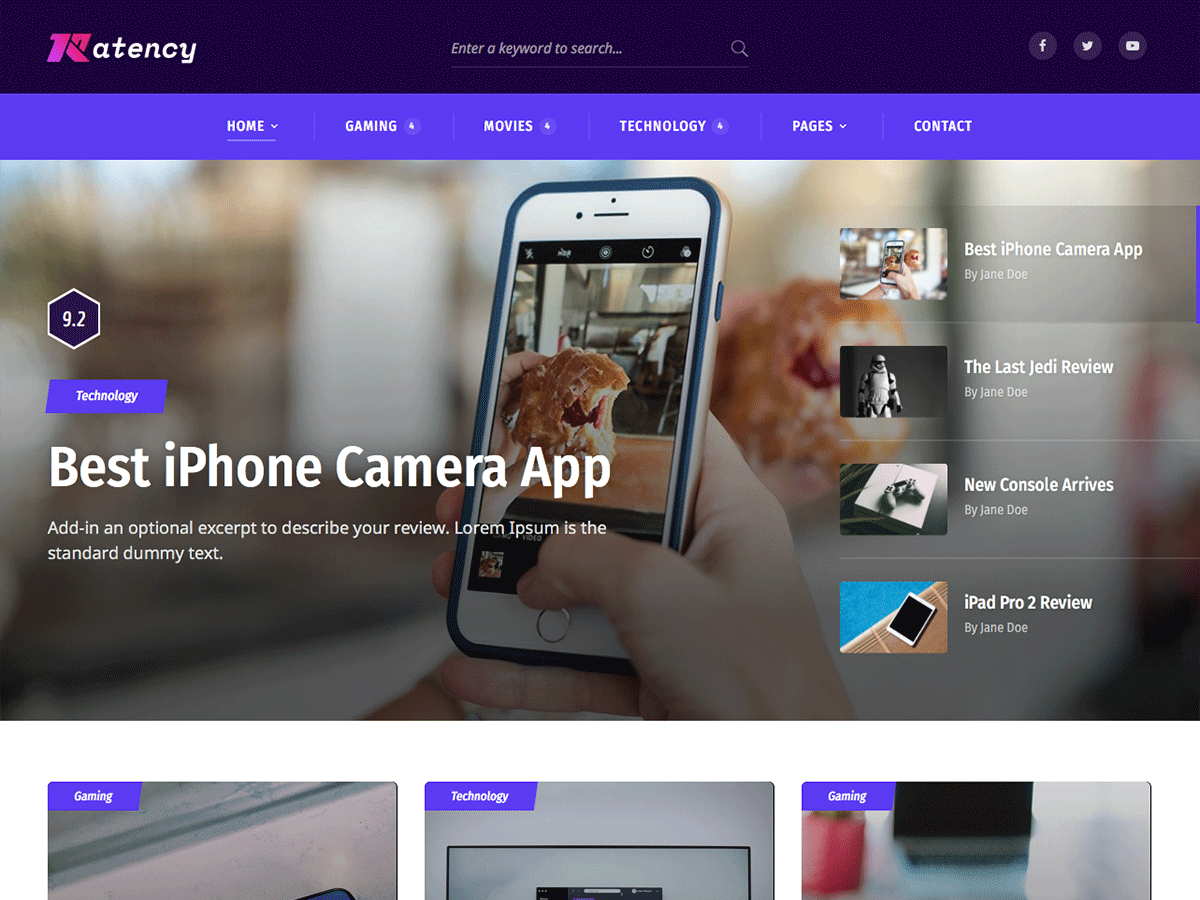 Ratency
Enter a keyword to search...
HOME
GAMING 4
MOVIES 4
TECHNOLOGY 4
PAGES
CONTACT
9.2
Technology
Best iPhone Camera App
Add-in an optional excerpt to describe your review. Lorem Ipsum is the
standard dummy text.
VIDEO
Best iPhone Camera App
By Jane Doe
The Last Jedi Review
By Jane Doe
New Console Arrives
By Jane Doe
iPad Pro 2 Review
By Jane Doe
Gaming
Technology
Gaming